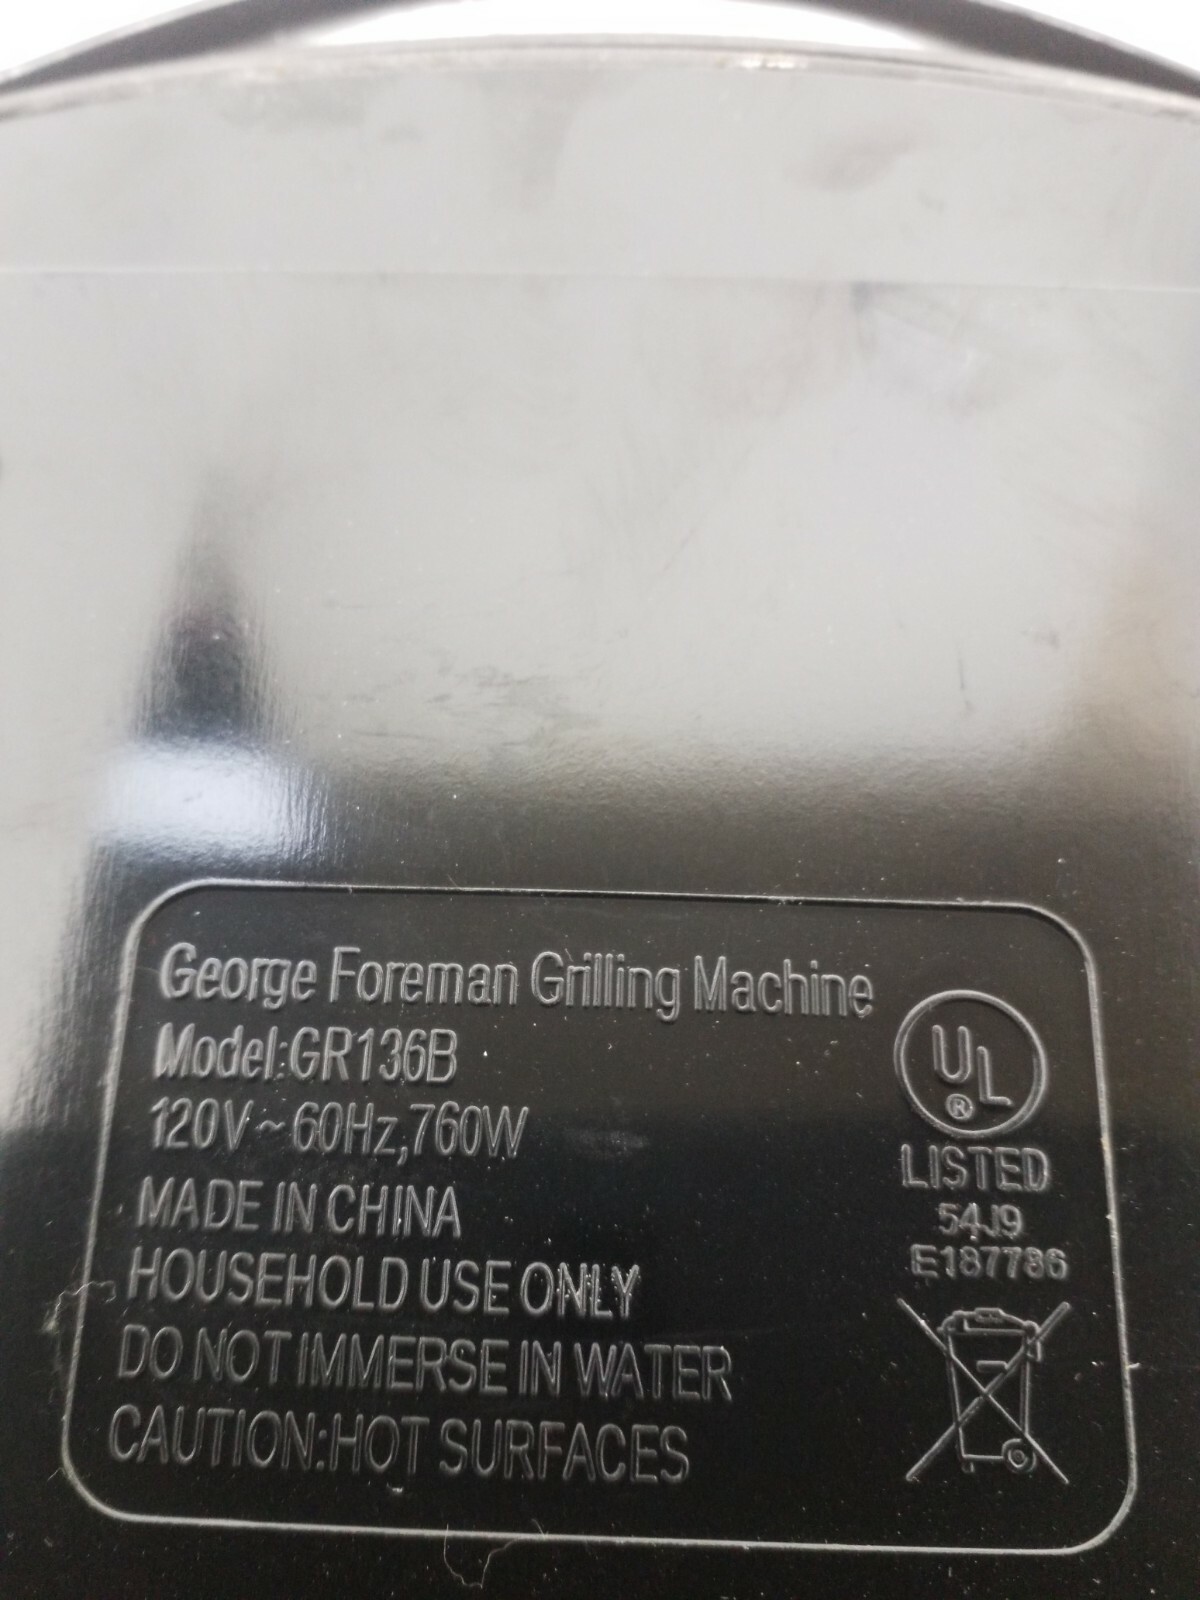 George Foreman Grilling Machine
Model:GR136B
120V~60Hz,760W
MADE IN CHINA
HOUSEHOLD USE ONLY
DO NOT IMMERSE IN WATER
CAUTION:HOT SURFACES
UL
®
LISTED
54J9
E187786